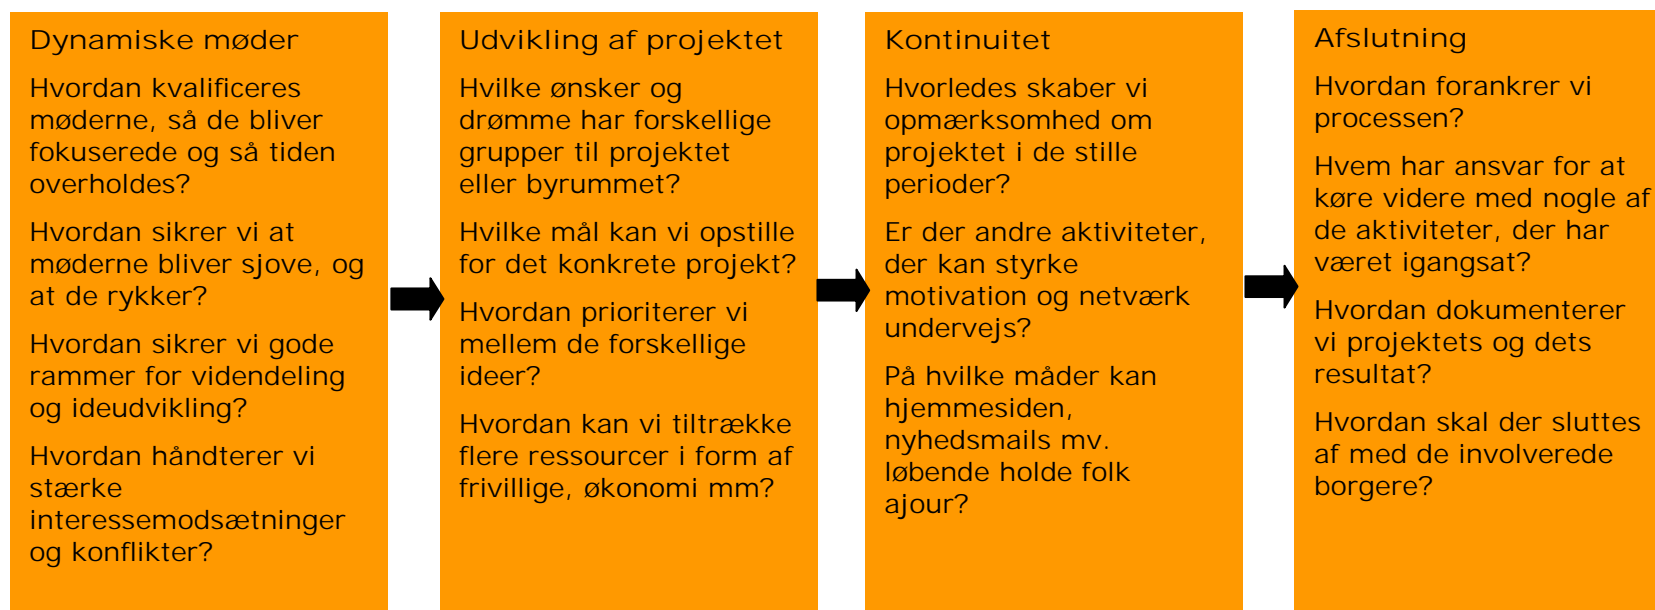 Dynamiske møder
Hvordan kvalificeres
møderne, så de bliver
fokuserede og så tiden
overholdes?
Hvordan sikrer vi at
møderne bliver sjove, og
at de rykker?
Hvordan sikrer vi gode
rammer for videndeling
og ideudvikling?
Hvordan håndterer vi
stærke
interessemodsætninger
og konflikter?
Udvikling af projektet
Hvilke ønsker og
drømme har forskellige
grupper til projektet
eller byrummet?
Hvilke mål kan vi opstille
for det konkrete projekt?
Hvordan prioriterer vi
mellem de forskellige
ideer?
Hvordan kan vi tiltrække
flere ressourcer i form af
frivillige, økonomi mm?
Kontinuitet
Hvorledes skaber vi
opmærksomhed om
projektet i de stille
perioder?
Er der andre aktiviteter,
der kan styrke
motivation og netværk
undervejs?
På hvilke måder kan
hjemmesiden,
nyhedsmails mv.
løbende holde folk
ajour?
Afslutning
Hvordan forankrer vi
processen?
Hvem har ansvar for at
køre videre med nogle af
de aktiviteter, der har
været igangsat?
Hvordan dokumenterer
vi projektets og dets
resultat?
Hvordan skal der sluttes
af med de involverede
borgere?